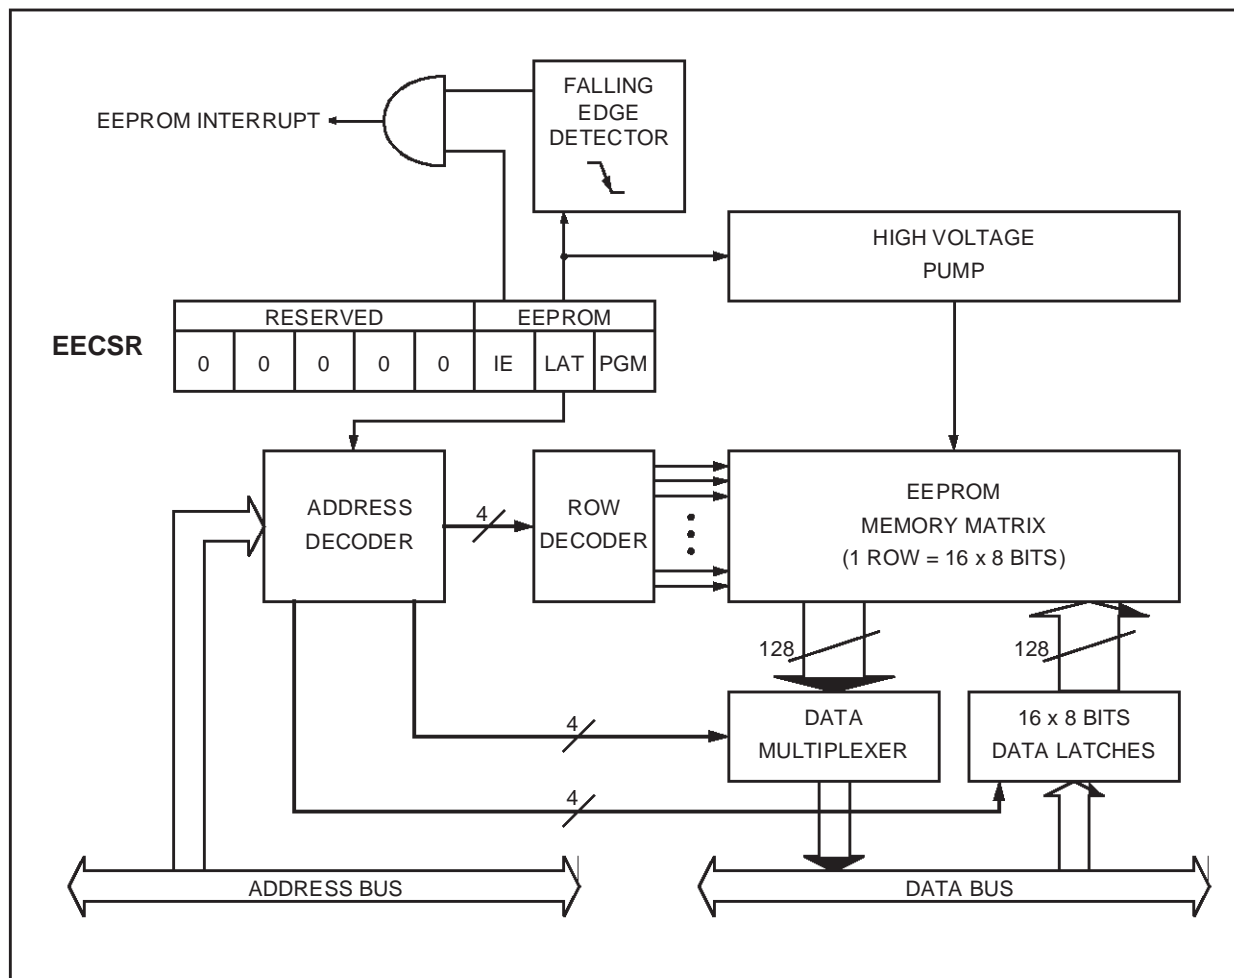 FALLING
EDGE
DETECTOR
EEPROM INTERRUPT
HIGH VOLTAGE
PUMP
RESERVED EEPROM
EECSR
0 0 0 0 0 IE LAT PGM
ADDRESS
DECODER
4
ROW
DECODER
EEPROM
MEMORY MATRIX
(1 ROW = 16 x 8 BITS)
128
128
4
DATA
MULTIPLEXER
16 x 8 BITS
DATA LATCHES
4
ADDRESS BUS
DATA BUS